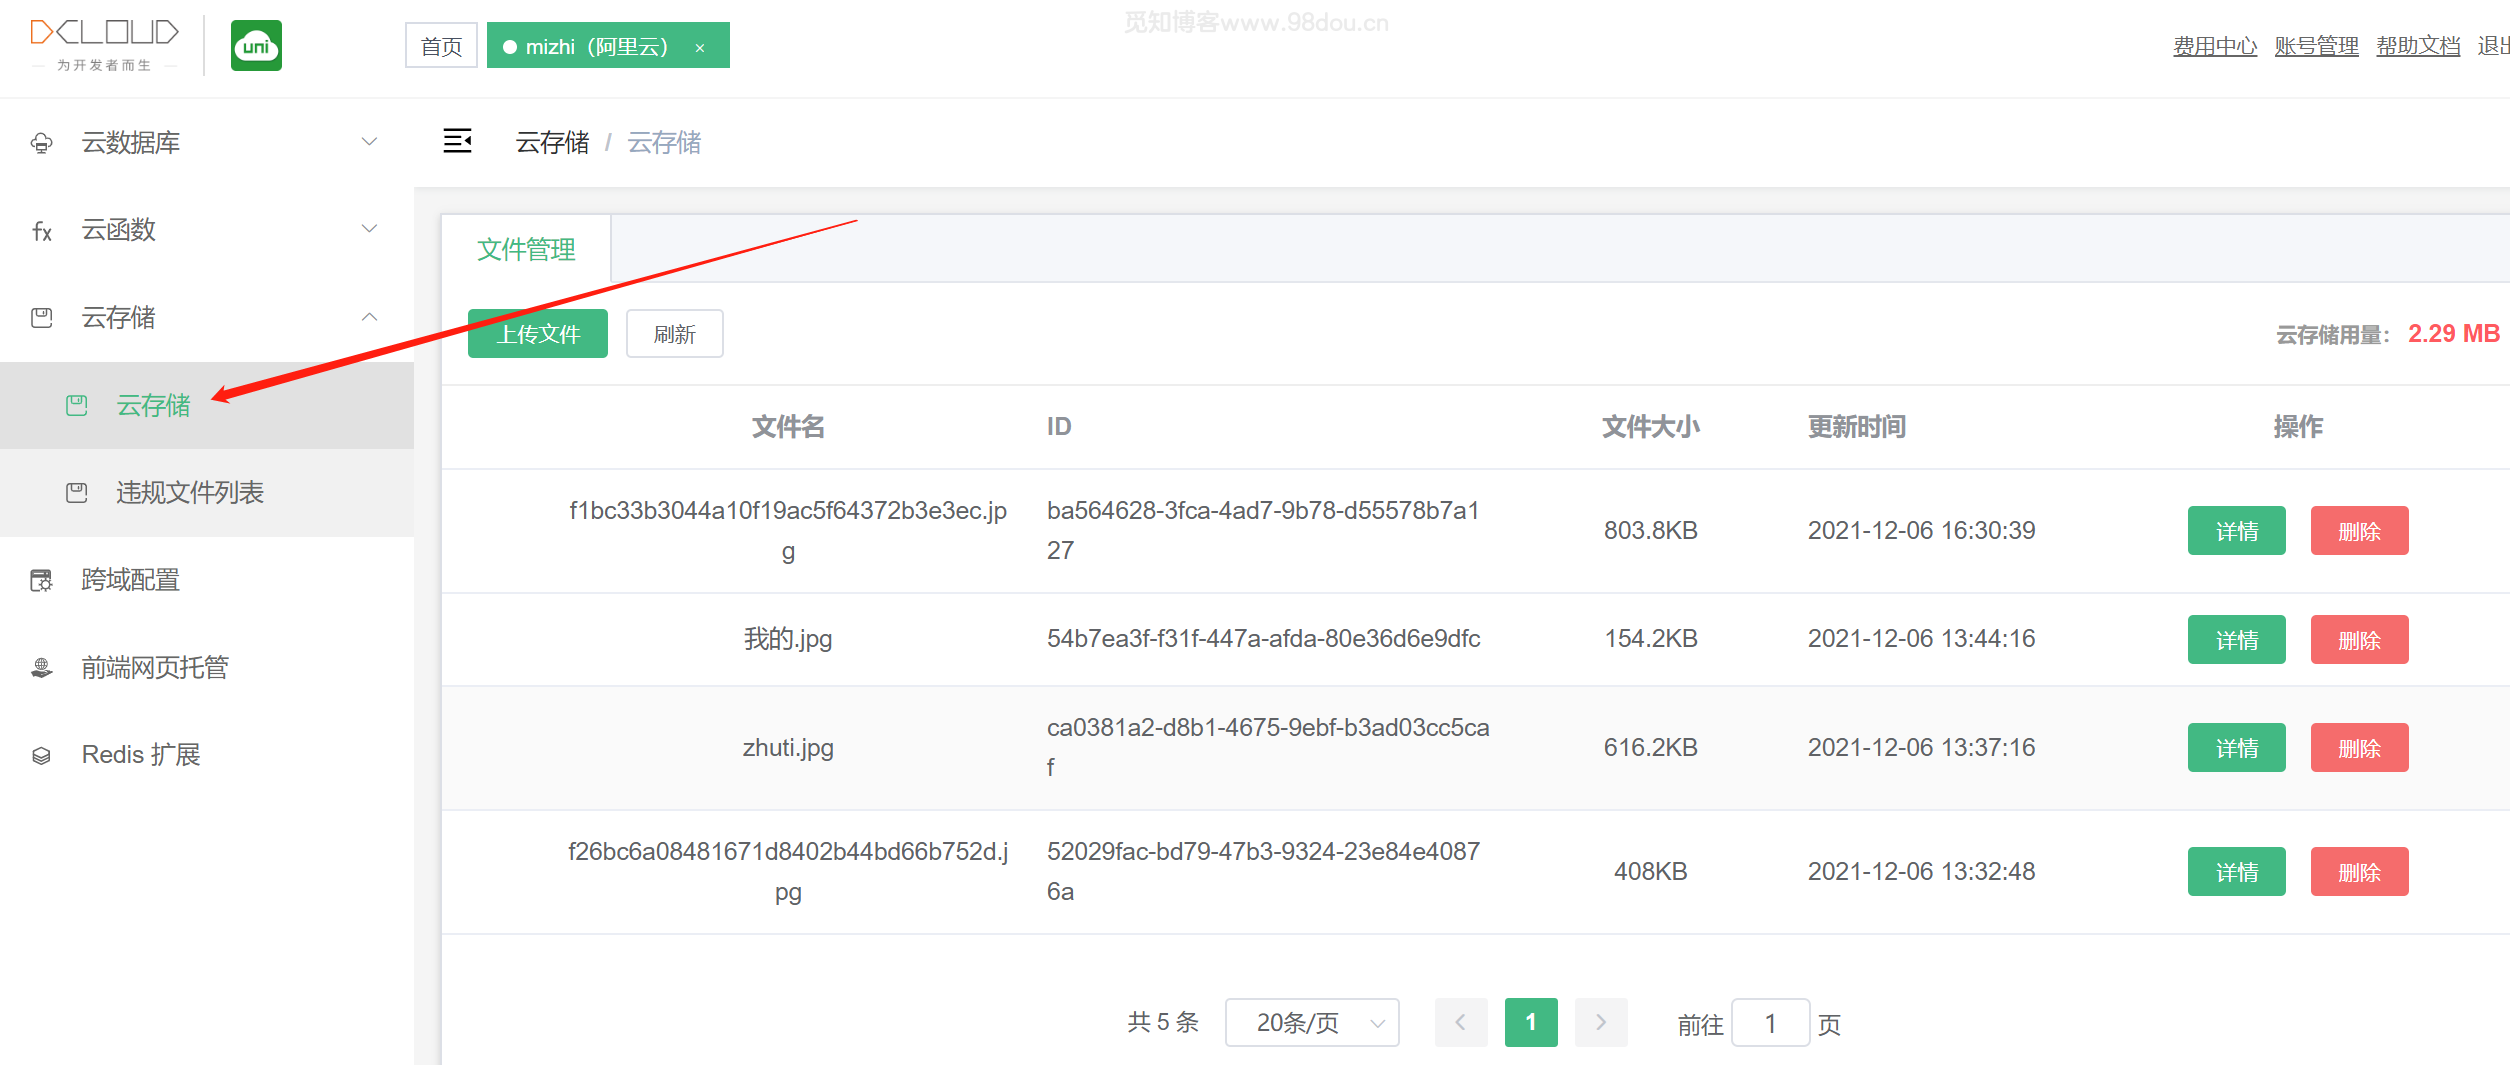 DCLOUD
为开发者而生
uni
首页
mizhi（阿里云） ×
觅知博客www.98dou.cn
费用中心 账号管理 帮助文档 退出
云数据库
云函数
云存储
云存储
违规文件列表
跨域配置
前端网页托管
Redis 扩展
云存储 / 云存储
文件管理
上传文件 刷新
云存储用量： 2.29 MB
文件名 ID 文件大小 更新时间 操作
f1bc33b3044a10f19ac5f64372b3e3ec.jp ba564628-3fca-4ad7-9b78-d55578b7a1
g 27 803.8KB 2021-12-06 16:30:39 详情 删除
我的.jpg 54b7ea3f-f31f-447a-afda-80e36d6e9dfc 154.2KB 2021-12-06 13:44:16 详情 删除
zhuti.jpg ca0381a2-d8b1-4675-9ebf-b3ad03cc5ca
f 616.2KB 2021-12-06 13:37:16 详情 删除
f26bc6a08481671d8402b44bd66b752d.j 52029fac-bd79-47b3-9324-23e84e4087
pg 6a 408KB 2021-12-06 13:32:48 详情 删除
共 5 条 20条/页 1 前往 1 页